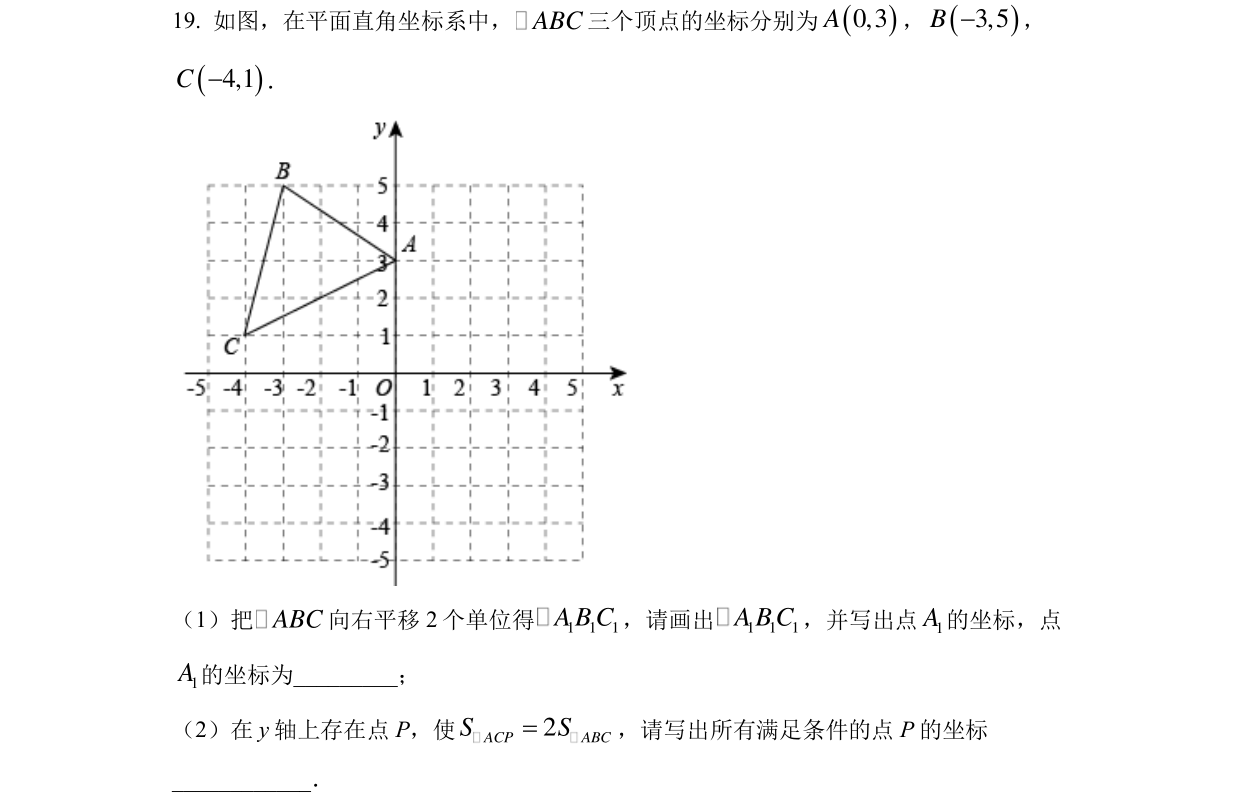 19. 如图，在平面直角坐标系中，□ABC三个顶点的坐标分别为A(0,3)，B(−3,5)，
C(−4,1).
y
B
5
4
A
3
2
1
C
-5 -4 -3 -2 -1 O 1 2 3 4 5 x
-1
-2
-3
-4
-5
（1）把□ABC向右平移2个单位得□A₁B₁C₁，请画出□A₁B₁C₁，并写出点A₁的坐标，点
A₁的坐标为_________；
（2）在y轴上存在点P，使S□ACP=2S□ABC，请写出所有满足条件的点P的坐标
____________.